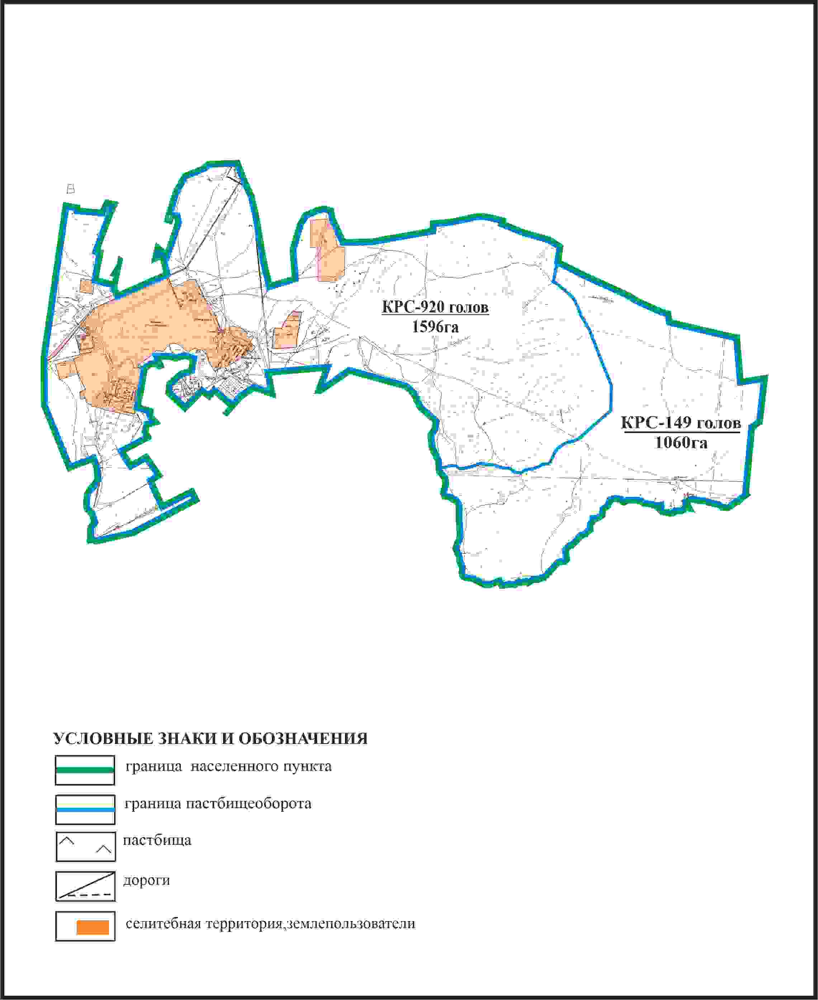 КРС-920 голов
1596га
КРС-149 голов
1060га
УСЛОВНЫЕ ЗНАКИ И ОБОЗНАЧЕНИЯ
граница населенного пункта
граница пастбищеоборота
пастбища
дороги
селитебная территория,землепользователи